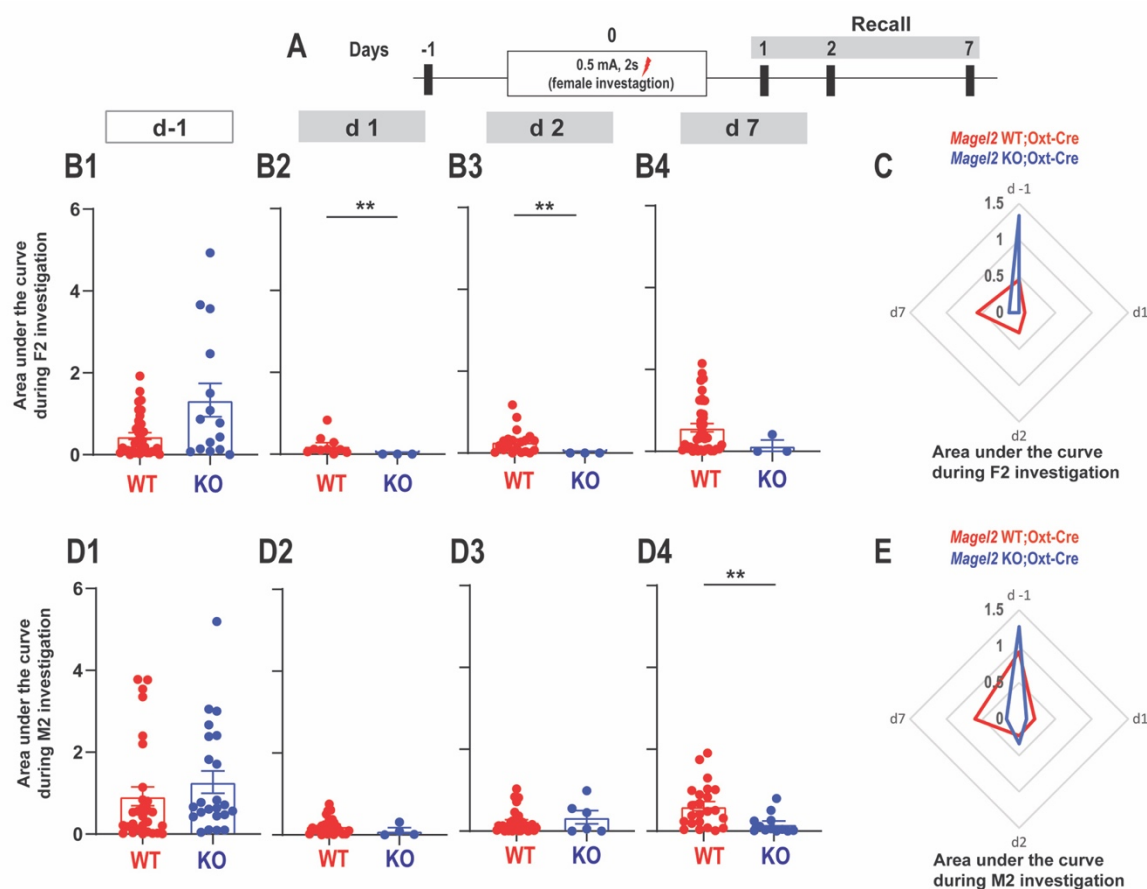 A
Days
-1
0
Recall
1
2
7
0.5 mA, 2s
(female investagtion)
d-1
d 1
d 2
d 7
B1
B2
B3
B4
C
Magel2 WT;Oxt-Cre
Magel2 KO;Oxt-Cre
Area under the curve
during F2 investigation
6
4
2
0
WT
KO
**
WT
KO
**
WT
KO
WT
KO
d -1
1.5
1
0.5
0
d7
d1
d2
Area under the curve
during F2 investigation
D1
D2
D3
D4
E
Magel2 WT;Oxt-Cre
Magel2 KO;Oxt-Cre
Area under the curve
during M2 investigation
6
4
2
0
WT
KO
WT
KO
WT
KO
**
WT
KO
d -1
1.5
1
0.5
0
d7
d1
d2
Area under the curve
during M2 investigation